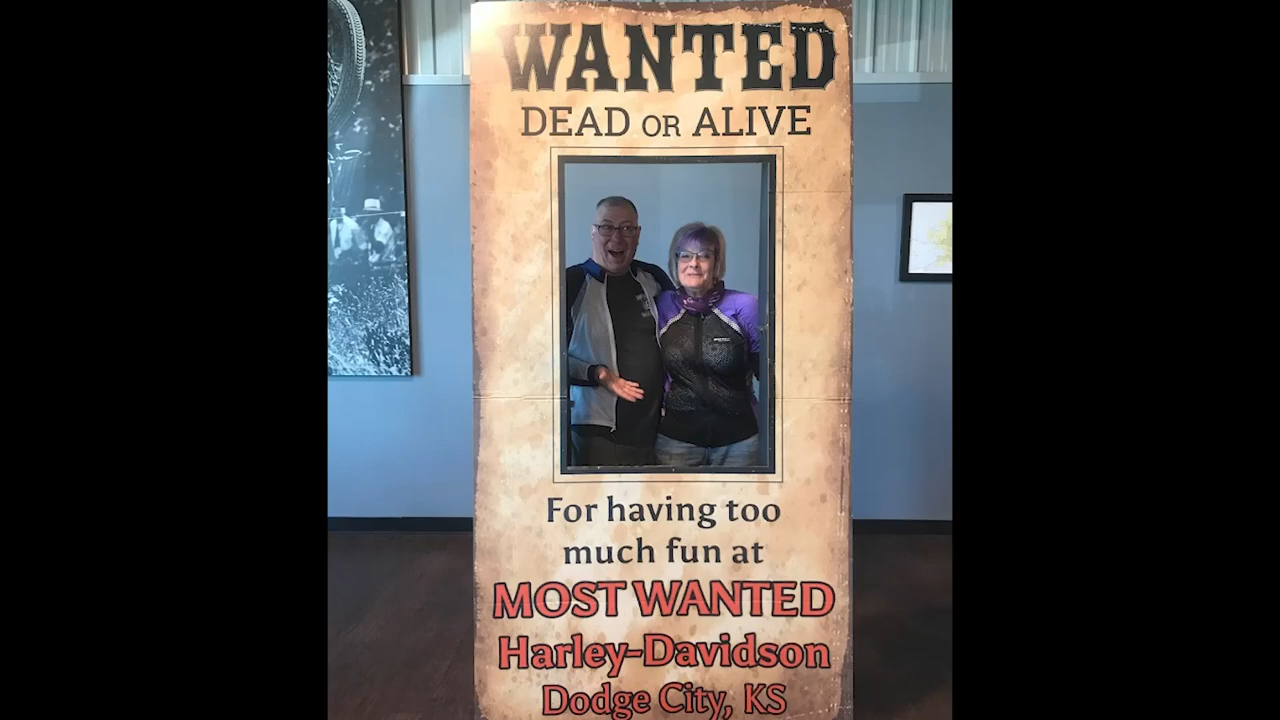 WANTED
DEAD OR ALIVE
For having too
much fun at
MOST WANTED
Harley-Davidson
Dodge City, KS